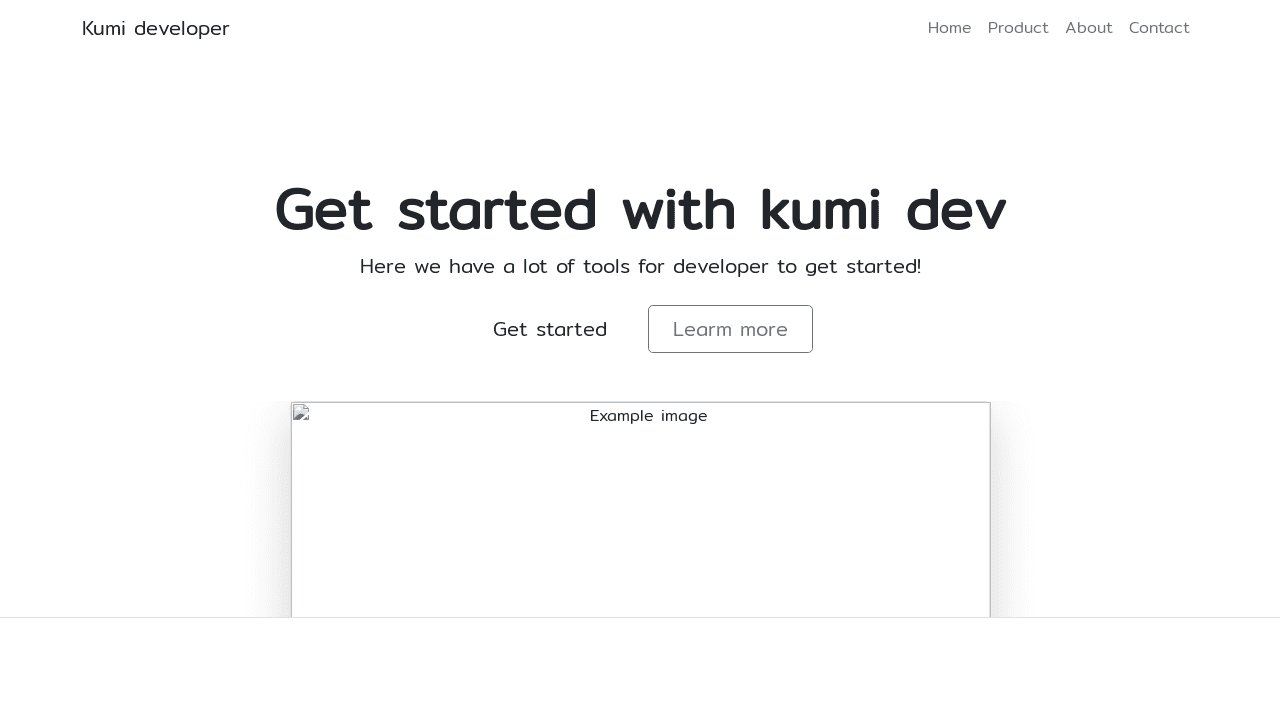 Kumi developer
Home Product About Contact
Get started with kumi dev
Here we have a lot of tools for developer to get started!
Get started
Learm more
Example image